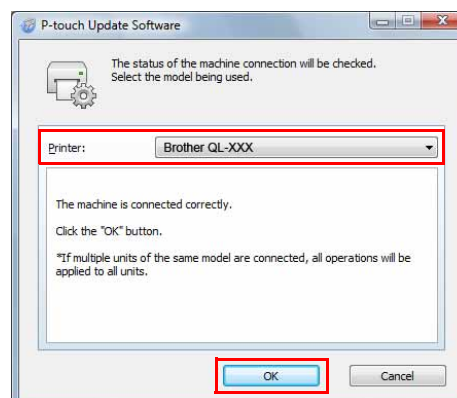 P-touch Update Software
The status of the machine connection will be checked.
Select the model being used.
Printer:
Brother QL-XXX
The machine is connected correctly.
Click the "OK" button.
*If multiple units of the same model are connected, all operations will be
applied to all units.
OK
Cancel